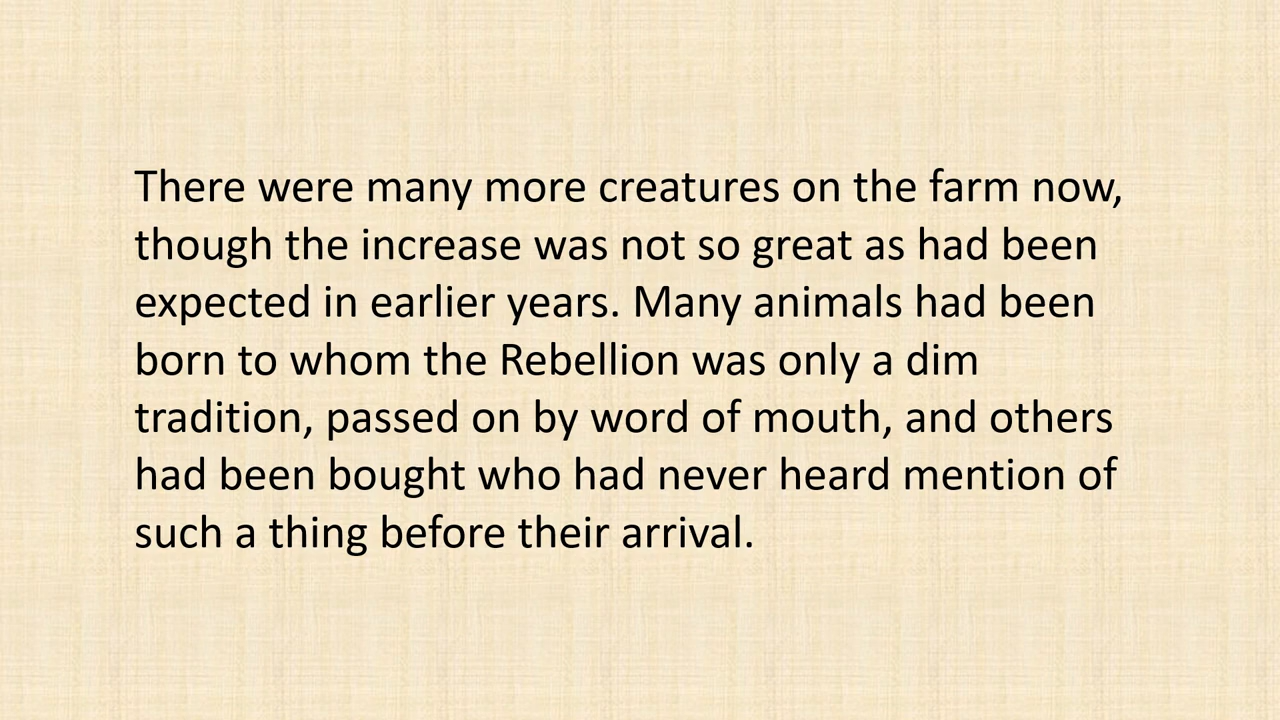 There were many more creatures on the farm now,
though the increase was not so great as had been
expected in earlier years. Many animals had been
born to whom the Rebellion was only a dim
tradition, passed on by word of mouth, and others
had been bought who had never heard mention of
such a thing before their arrival.